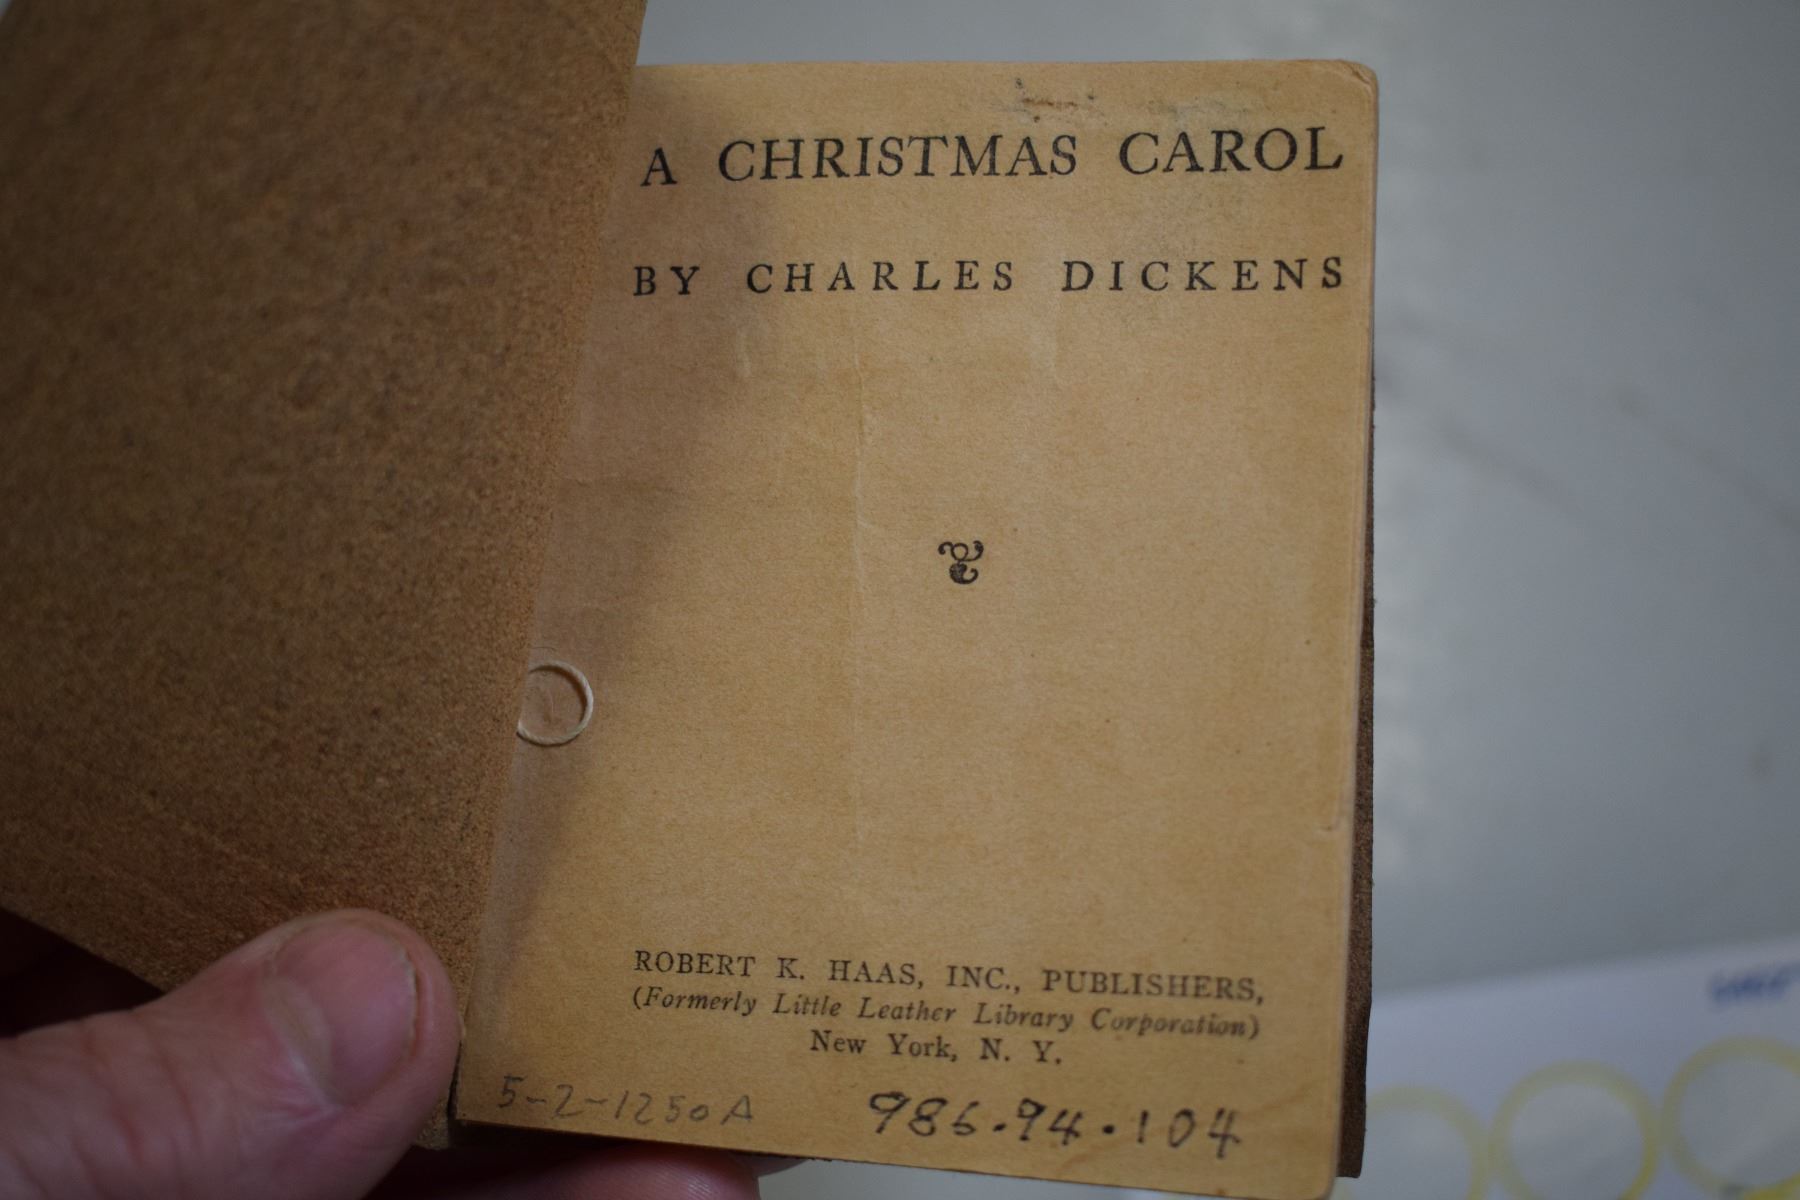 A CHRISTMAS CAROL
BY CHARLES DICKENS
ROBERT K. HAAS, INC., PUBLISHERS,
(Formerly Little Leather Library Corporation)
New York, N. Y.
5-2-1250A
986.94.104